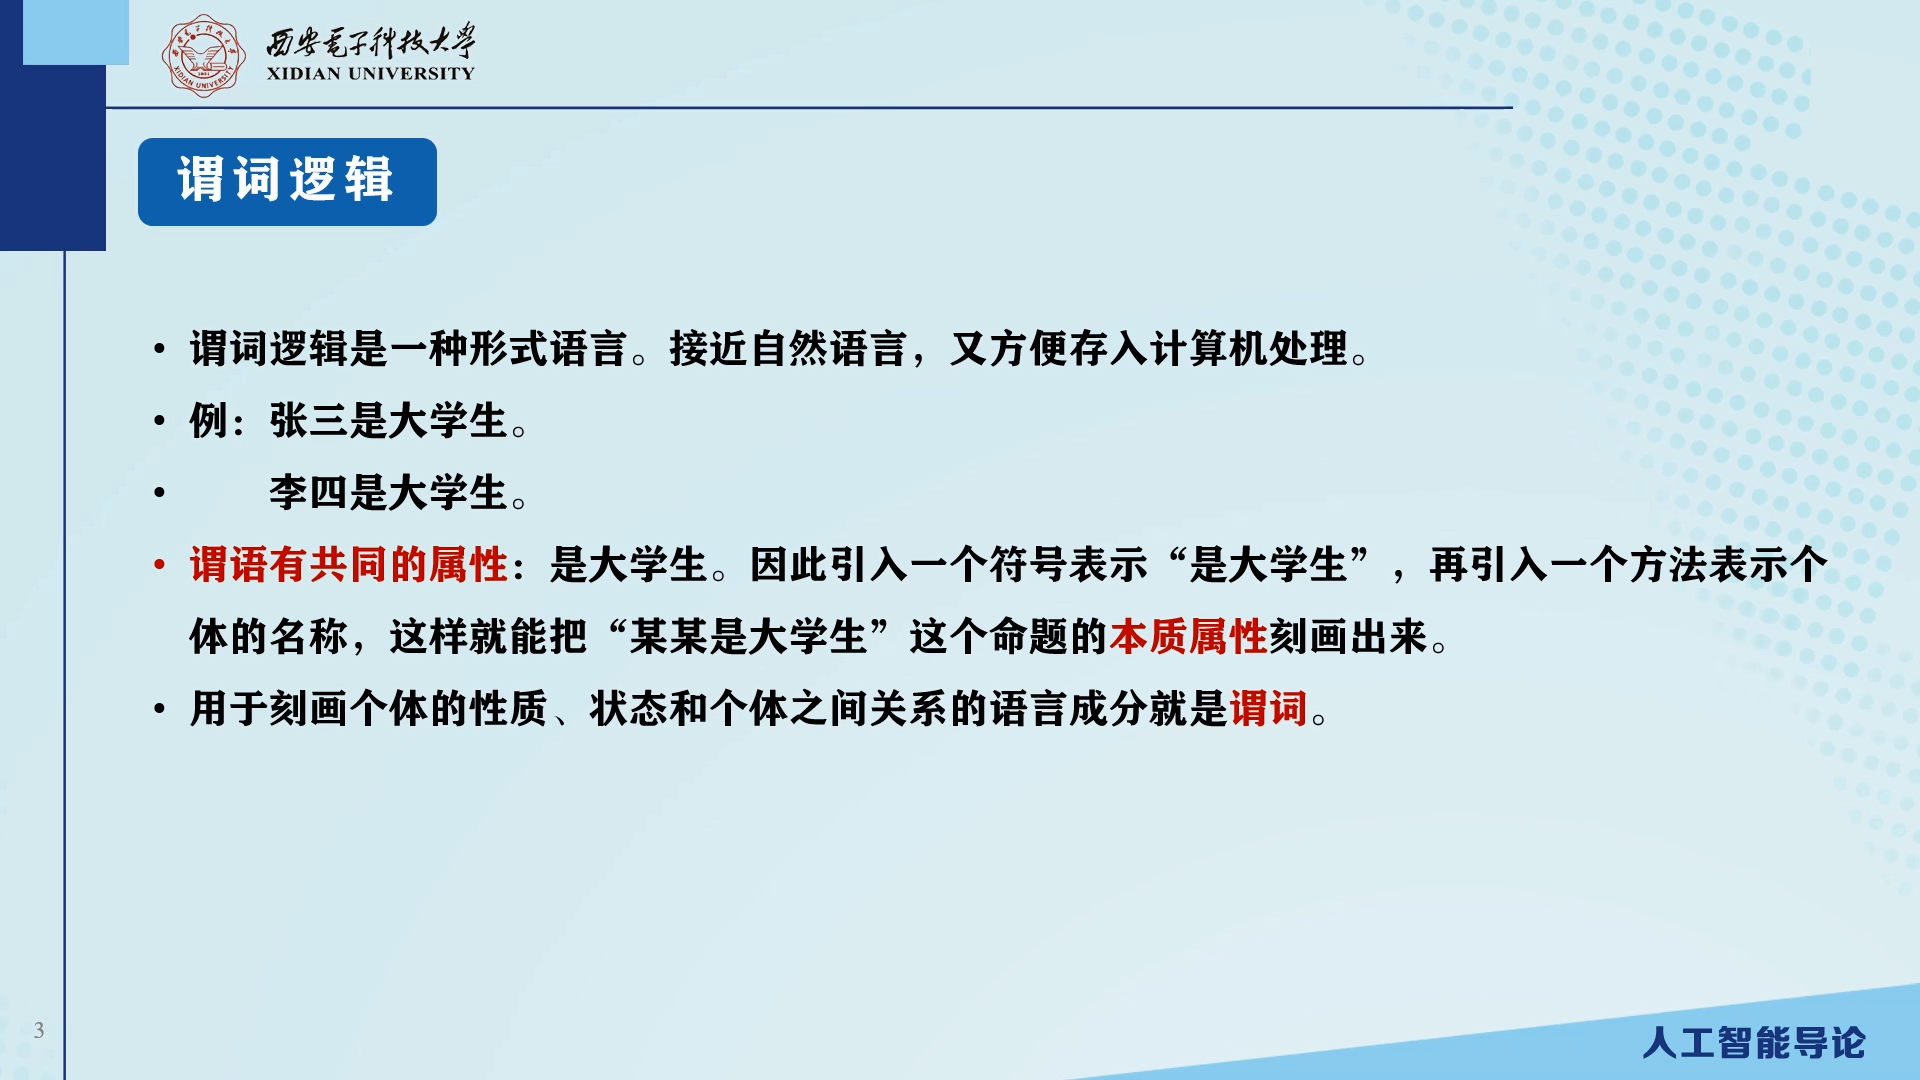 西安电子科技大学
XIDIAN UNIVERSITY
谓词逻辑
• 谓词逻辑是一种形式语言。接近自然语言，又方便存入计算机处理。
• 例：张三是大学生。
• 李四是大学生。
• 谓语有共同的属性：是大学生。因此引入一个符号表示“是大学生”，再引入一个方法表示个
体的名称，这样就能把“某某是大学生”这个命题的本质属性刻画出来。
• 用于刻画个体的性质、状态和个体之间关系的语言成分就是谓词。
3
人工智能导论